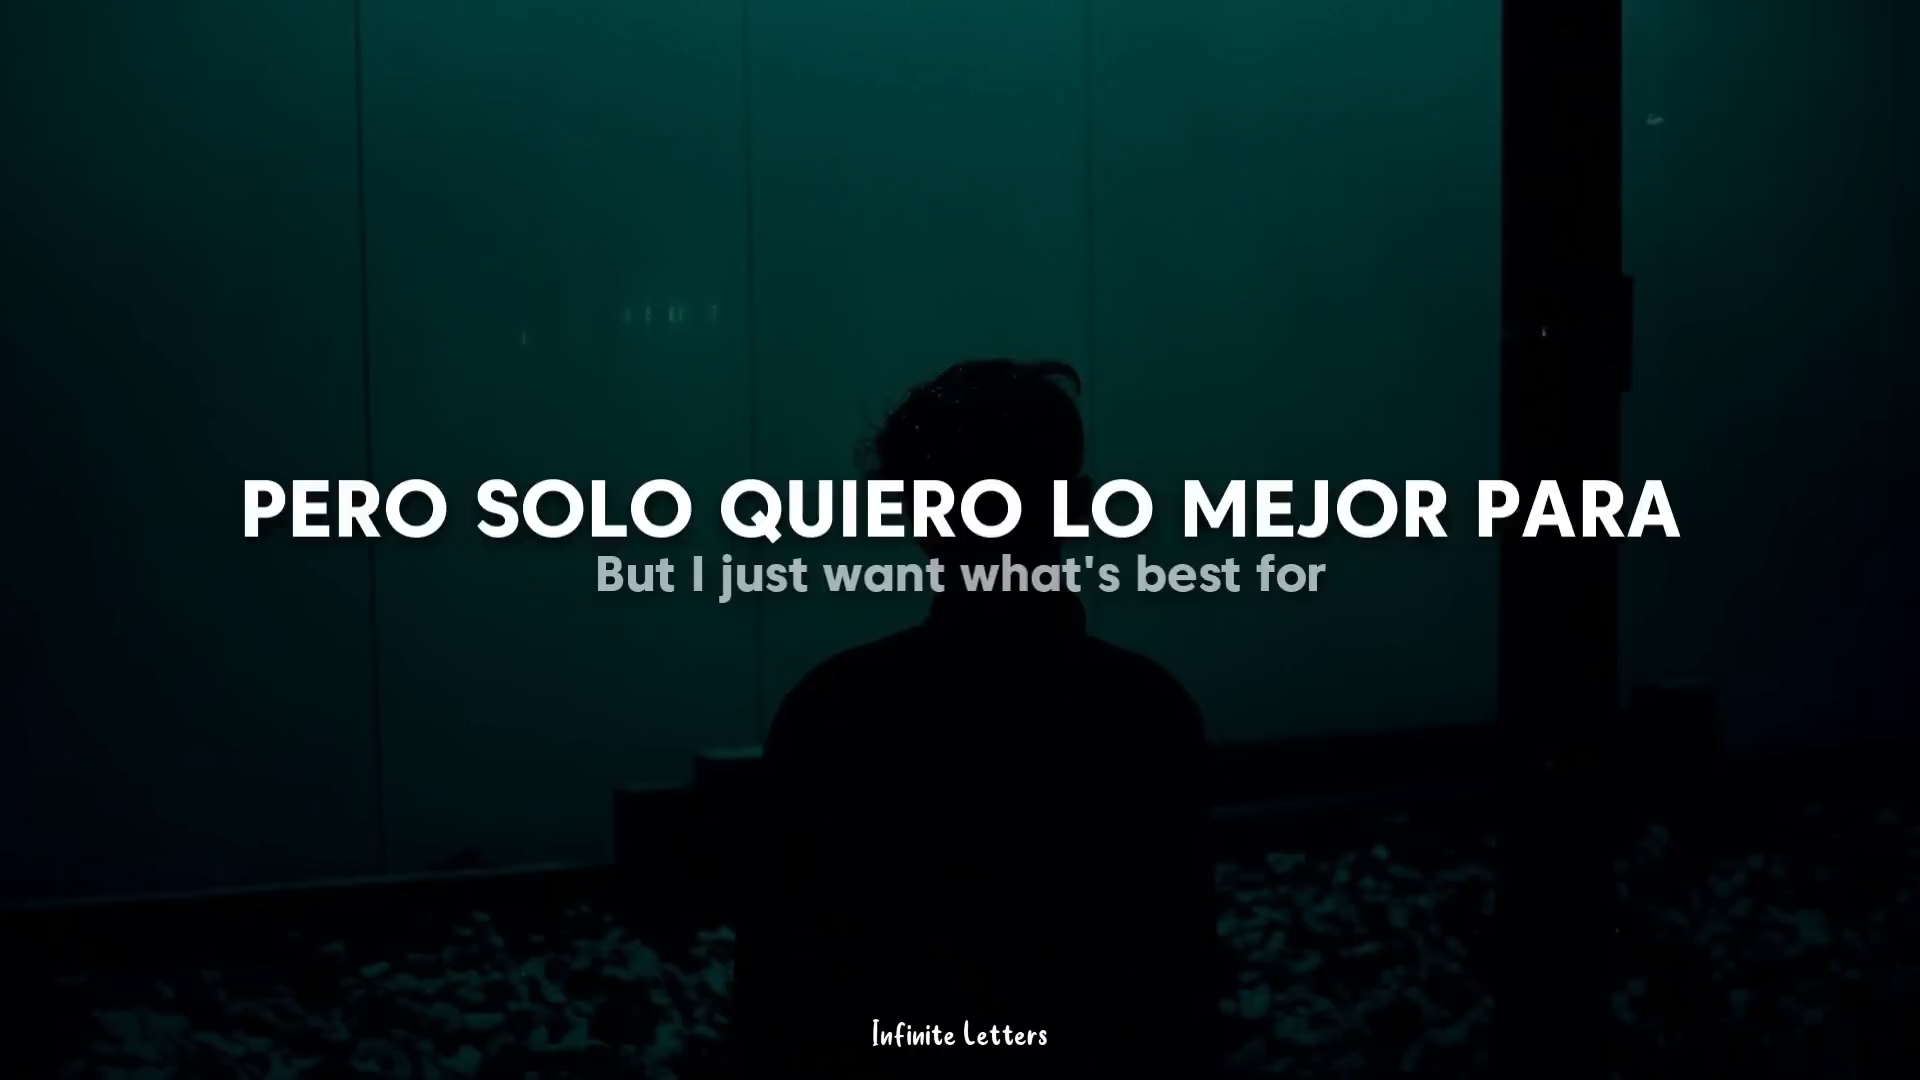 PERO SOLO QUIERO LO MEJOR PARA
But I just want what's best for
Infinite Letters